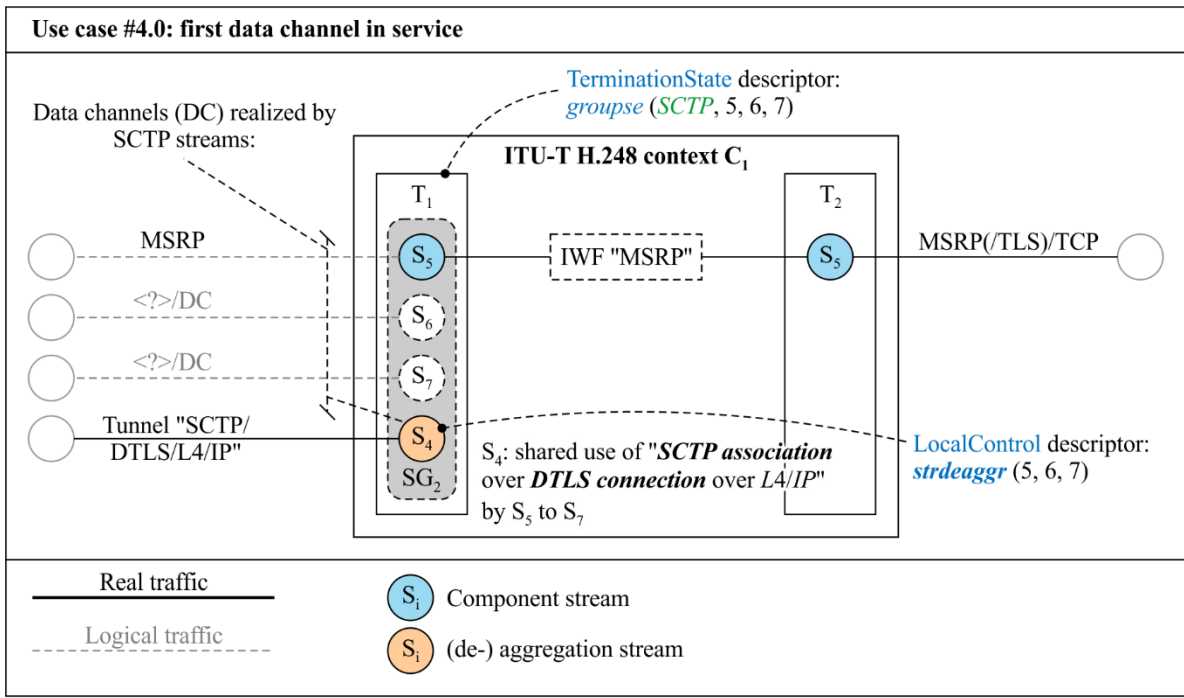 Use case #4.0: first data channel in service
TerminationState descriptor:
groupse (SCTP, 5, 6, 7)
Data channels (DC) realized by
SCTP streams:
ITU-T H.248 context C1
T1
T2
MSRP
S5
IWF "MSRP"
S5
MSRP(/TLS)/TCP
<?>/DC
S6
<?>/DC
S7
Tunnel "SCTP/
DTLS/L4/IP"
S4
SG2
S4: shared use of "SCTP association
over DTLS connection over L4/IP"
by S5 to S7
LocalControl descriptor:
strdeaggr (5, 6, 7)
Real traffic
Logical traffic
Si
Component stream
Si
(de-) aggregation stream